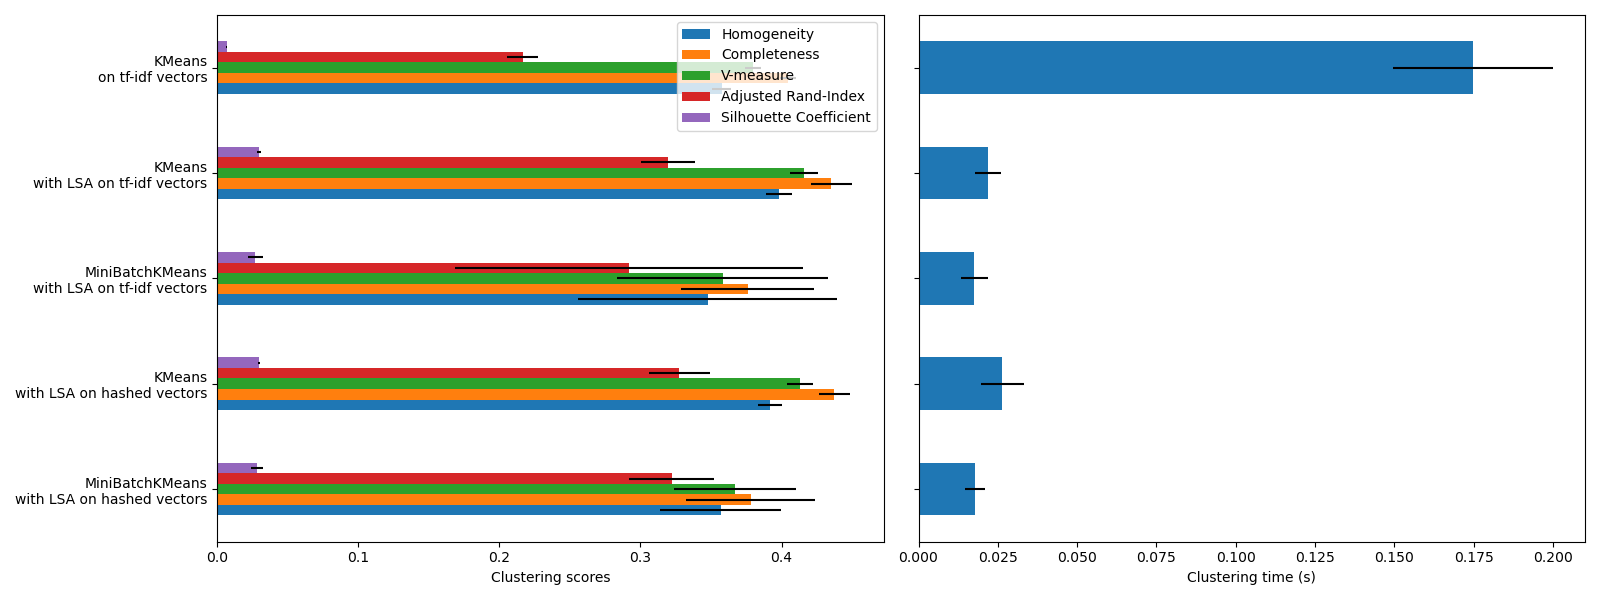 KMeans
on tf-idf vectors
KMeans
with LSA on tf-idf vectors
MiniBatchKMeans
with LSA on tf-idf vectors
KMeans
with LSA on hashed vectors
MiniBatchKMeans
with LSA on hashed vectors
Homogeneity
Completeness
V-measure
Adjusted Rand-Index
Silhouette Coefficient
0.0 0.1 0.2 0.3 0.4
Clustering scores
0.000 0.025 0.050 0.075 0.100 0.125 0.150 0.175 0.200
Clustering time (s)